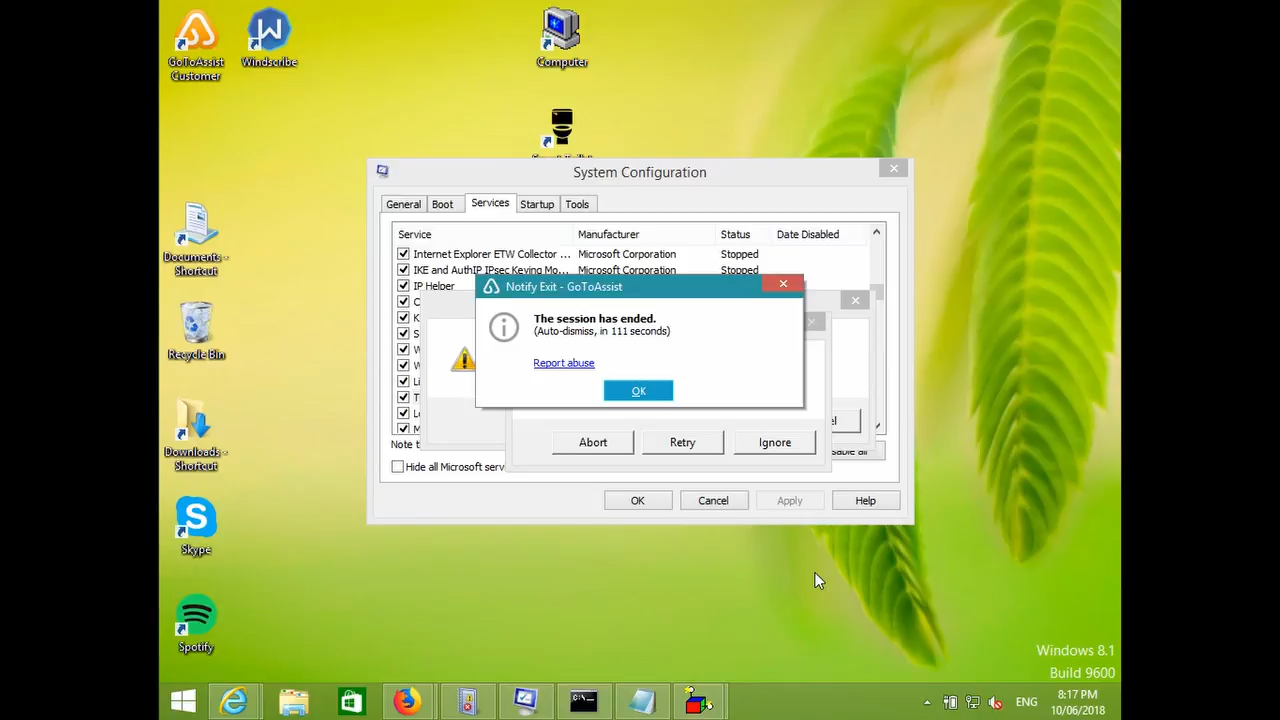 GoToAssist
Customer
Windscribe
Computer
Documents -
Shortcut
Recycle Bin
Downloads -
Shortcut
Skype
Spotify
System Configuration
General
Boot
Services
Startup
Tools
Service
Manufacturer
Status
Date Disabled
Internet Explorer ETW Collector ...
Microsoft Corporation
Stopped
IKE and AuthIP IPsec Keying Mo...
Microsoft Corporation
Stopped
IP Helper
Notify Exit - GoToAssist
The session has ended.
(Auto-dismiss, in 111 seconds)
Report abuse
OK
Abort
Retry
Ignore
Hide all Microsoft serv
OK
Cancel
Apply
Help
Windows 8.1
Build 9600
ENG
8:17 PM
10/06/2018